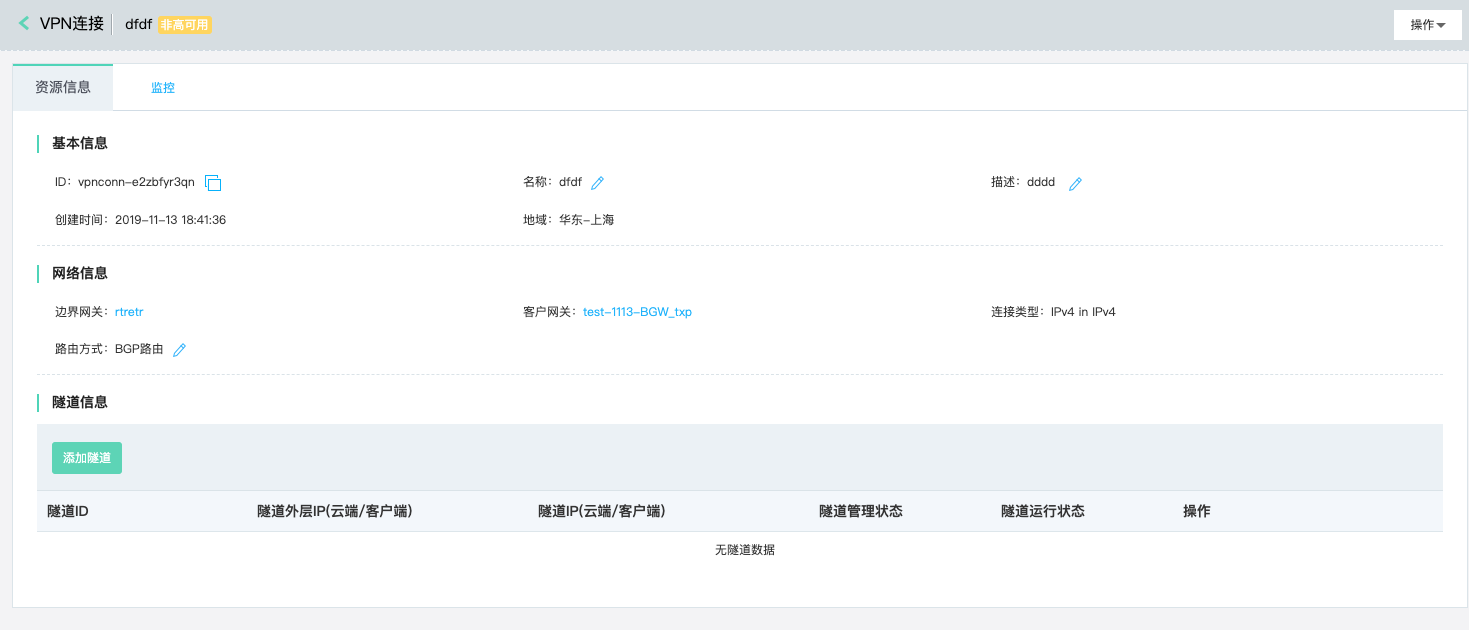 VPN连接 dfdf 非高可用 操作
资源信息 监控
基本信息
ID： vpnconn-e2zbfyr3qn 名称： dfdf 描述： dddd
创建时间： 2019-11-13 18:41:36 地域： 华东-上海
网络信息
边界网关： rtretr 客户网关： test-1113-BGW_txp 连接类型： IPv4 in IPv4
路由方式： BGP路由
隧道信息
添加隧道
隧道ID 隧道外层IP(云端/客户端) 隧道IP(云端/客户端) 隧道管理状态 隧道运行状态 操作
无隧道数据